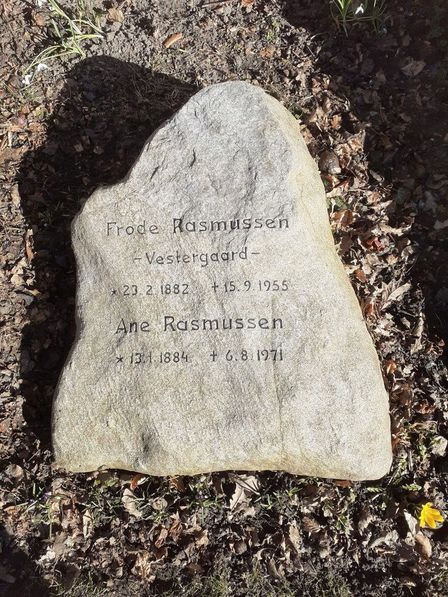 Frode Rasmussen
-Vestergaard-
* 23.2.1882 + 15.9.1955
Ane Rasmussen
* 13.1.1884 + 6.8.1971